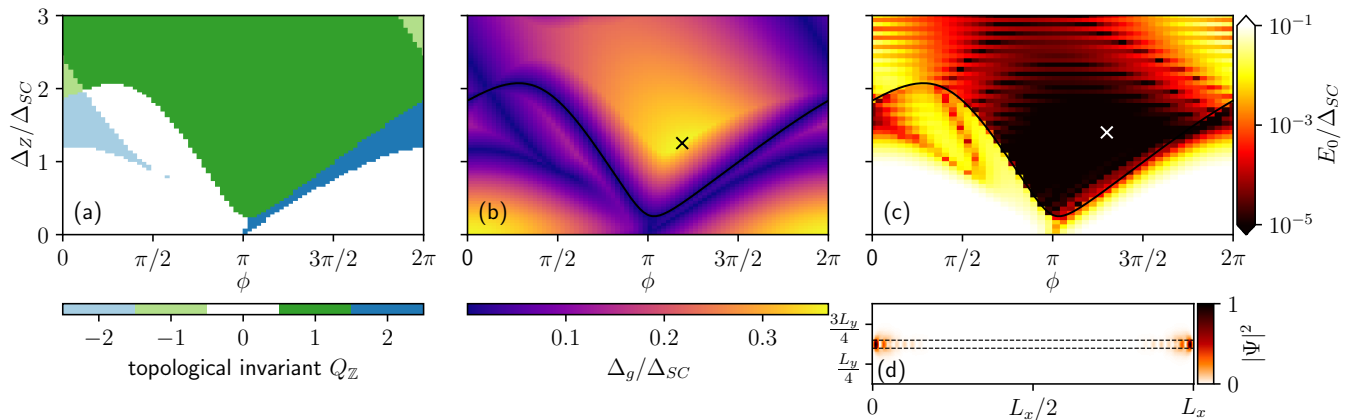 3
2
1
0
Δ_Z/Δ_SC
(a)
0
π/2
π
3π/2
2π
ϕ
−2
−1
0
1
2
topological invariant Q_ℤ
(b)
0
π/2
π
3π/2
2π
ϕ
0.1
0.2
0.3
Δ_g/Δ_SC
(c)
0
π/2
π
3π/2
2π
ϕ
10^−1
10^−3
10^−5
E_0/Δ_SC
3L_y/4
L_y/4
(d)
0
L_x/2
L_x
1
0
|Ψ|^2